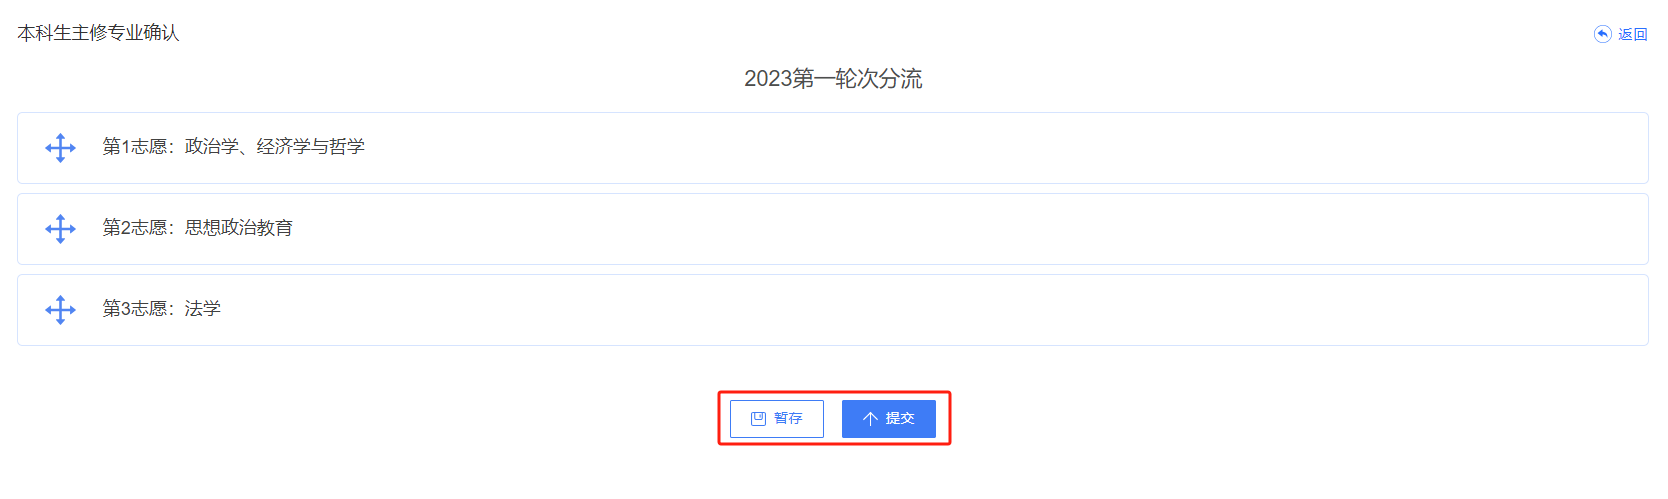 本科生主修专业确认
返回
2023第一轮次分流
第1志愿：政治学、经济学与哲学
第2志愿：思想政治教育
第3志愿：法学
暂存
提交